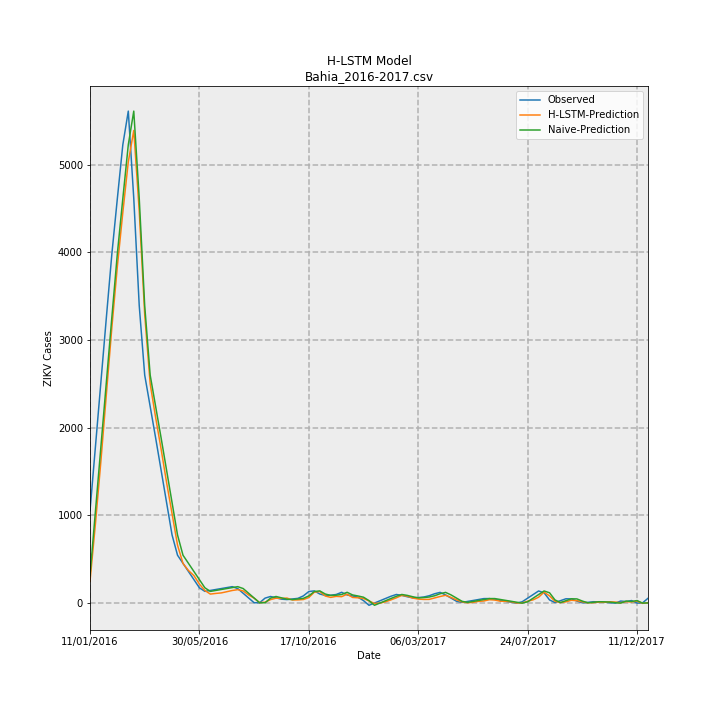 H-LSTM Model
Bahia_2016-2017.csv
Observed
H-LSTM-Prediction
Naive-Prediction
ZIKV Cases
5000
4000
3000
2000
1000
0
11/01/2016 30/05/2016 17/10/2016 06/03/2017 24/07/2017 11/12/2017
Date